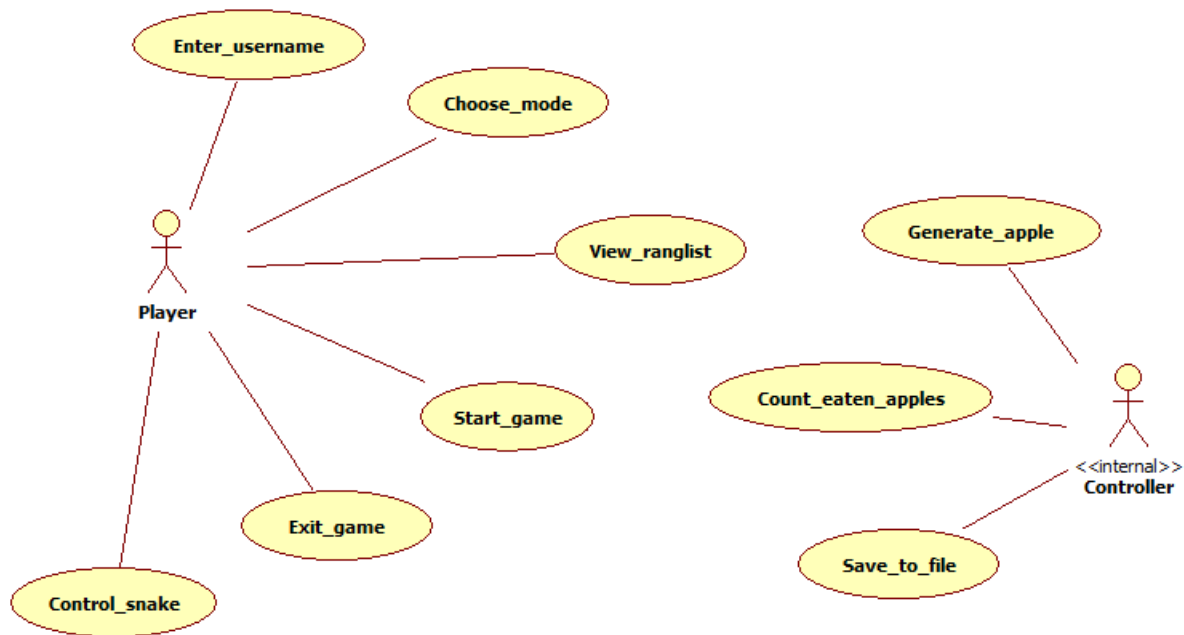 Enter_username
Choose_mode
Generate_apple
View_ranglist
Player
Count_eaten_apples
Start_game
<<internal>>
Controller
Exit_game
Save_to_file
Control_snake